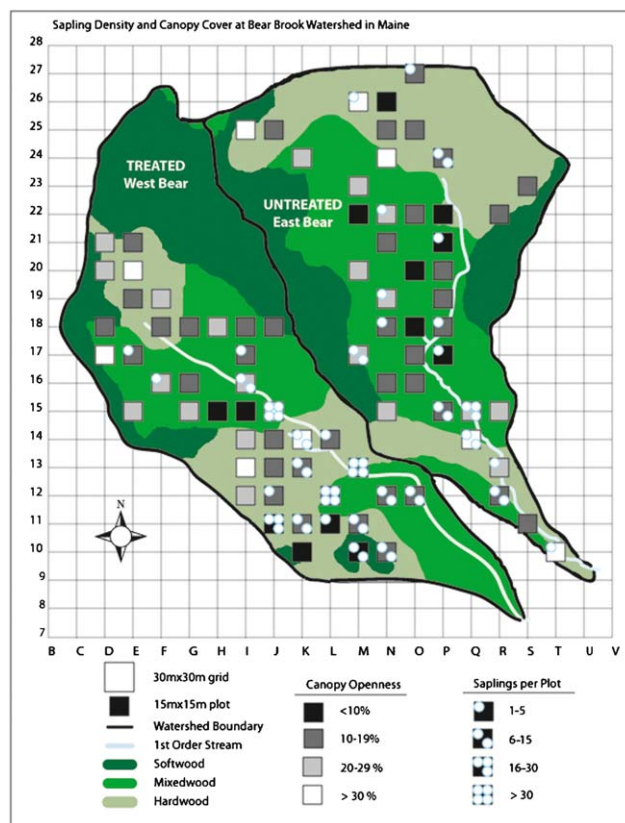 Sapling Density and Canopy Cover at Bear Brook Watershed in Maine
28
27
26
25
24
23
22
21
20
19
18
17
16
15
14
13
12
11
10
9
8
7
TREATED
West Bear
UNTREATED
East Bear
N
B C D E F G H I J K L M N O P Q R S T U V
30mx30m grid
15mx15m plot
Watershed Boundary
1st Order Stream
Softwood
Mixedwood
Hardwood
Canopy Openness
<10%
10-19%
20-29 %
> 30 %
Saplings per Plot
1-5
6-15
16-30
> 30